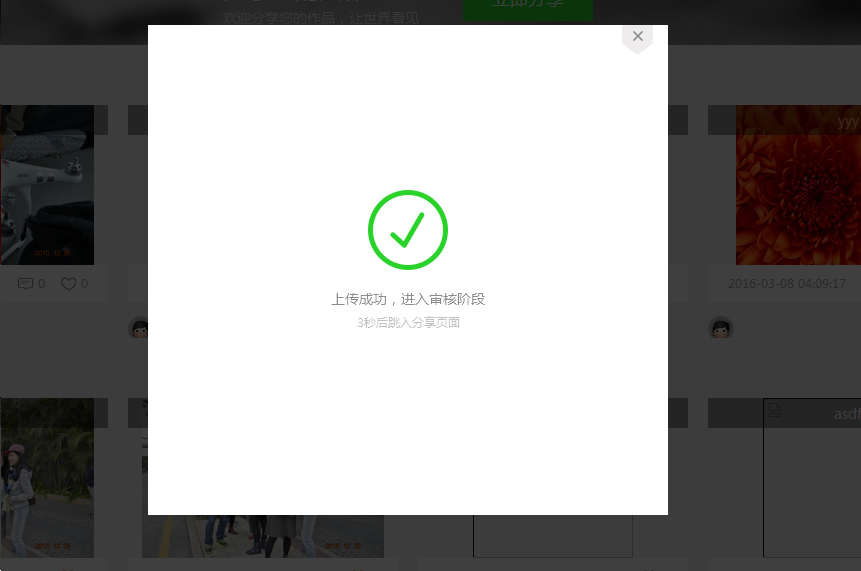 欢迎分享您的作品，让世界看见
立即分享
yyy
2016-03-08 04:09:17
0
0
上传成功，进入审核阶段
3秒后跳入分享页面
asdf